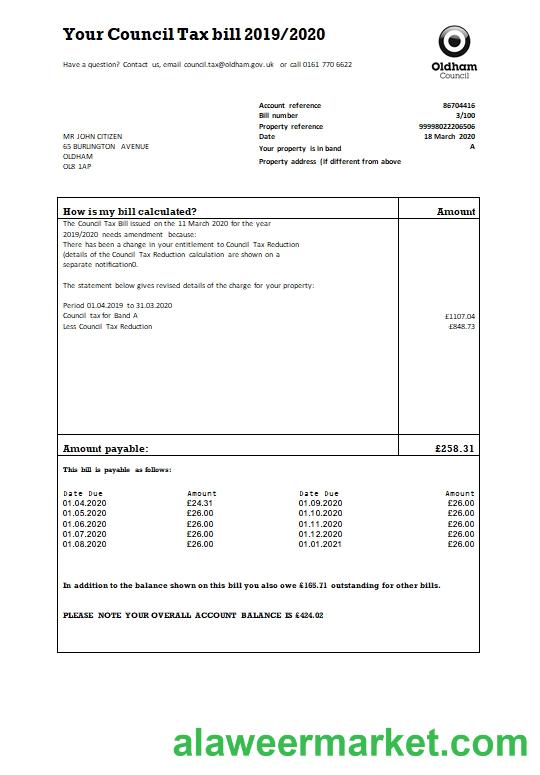 Your Council Tax bill 2019/2020
Have a question? Contact us, email council.tax@oldham.gov.uk or call 0161 770 6622
Oldham
Council
Account reference 86704416
Bill number 3/100
Property reference 99998022206506
MR JOHN CITIZEN Date 18 March 2020
65 BURLINGTON AVENUE Your property is in band A
OLDHAM
Property address (if different from above
OL8 1AP
How is my bill calculated? Amount
The Council Tax Bill issued on the 11 March 2020 for the year
2019/2020 needs amendment because:
There has been a change in your entitlement to Council Tax Reduction
(details of the Council Tax Reduction calculation are shown on a
separate notification0.
The statement below gives revised details of the charge for your property:
Period 01.04.2019 to 31.03.2020
Council tax for Band A £1107.04
Less Council Tax Reduction £848.73
Amount payable: £258.31
This bill is payable as follows:
Date Due Amount Date Due Amount
01.04.2020 £24.31 01.09.2020 £26.00
01.05.2020 £26.00 01.10.2020 £26.00
01.06.2020 £26.00 01.11.2020 £26.00
01.07.2020 £26.00 01.12.2020 £26.00
01.08.2020 £26.00 01.01.2021 £26.00
In addition to the balance shown on this bill you also owe £165.71 outstanding for other bills.
PLEASE NOTE YOUR OVERALL ACCOUNT BALANCE IS £424.02
alaweermarket.com